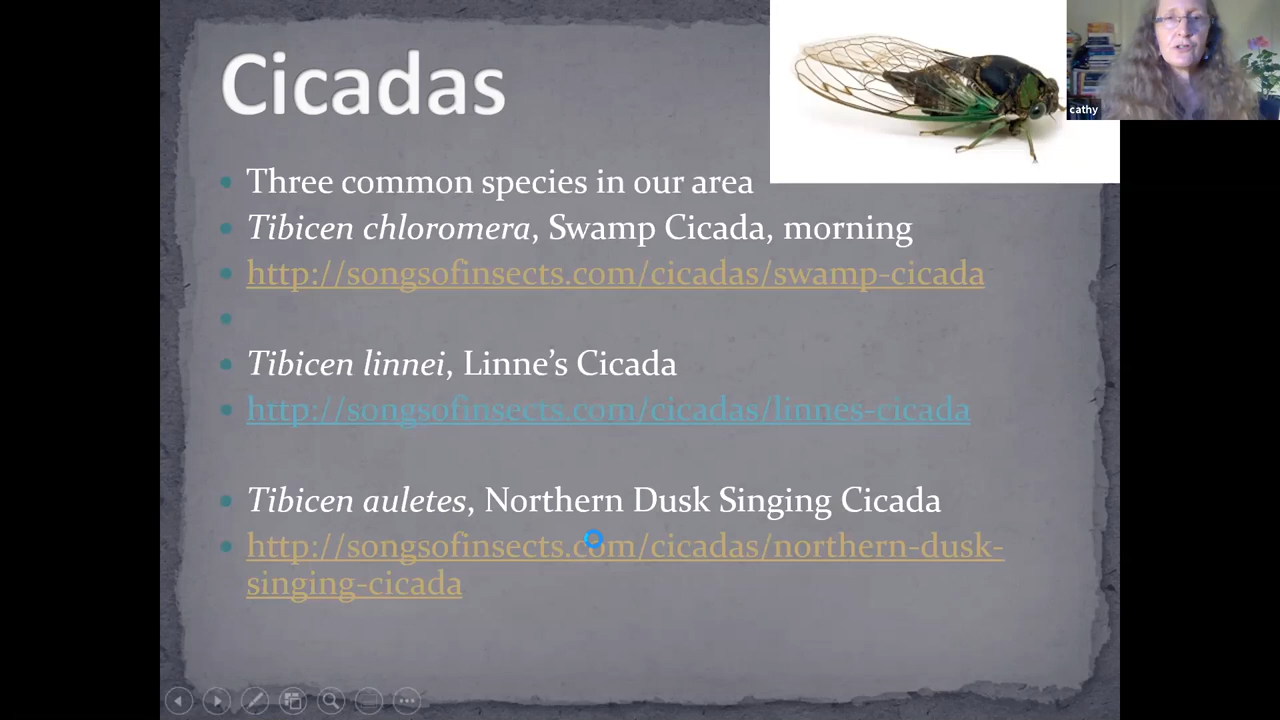 Cicadas
cathy
Three common species in our area
Tibicen chloromera, Swamp Cicada, morning
http://songsofinsects.com/cicadas/swamp-cicada
Tibicen linnei, Linne’s Cicada
http://songsofinsects.com/cicadas/linnes-cicada
Tibicen auletes, Northern Dusk Singing Cicada
http://songsofinsects.com/cicadas/northern-dusk-
singing-cicada